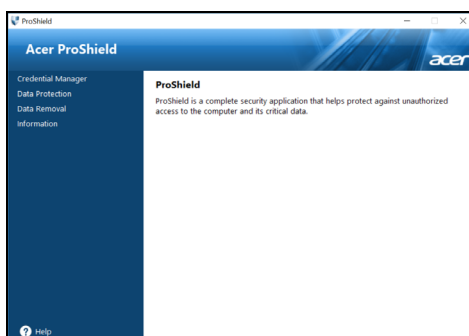 ProShield
Acer ProShield
acer
Credential Manager
Data Protection
Data Removal
Information
ProShield
ProShield is a complete security application that helps protect against unauthorized
access to the computer and its critical data.
? Help